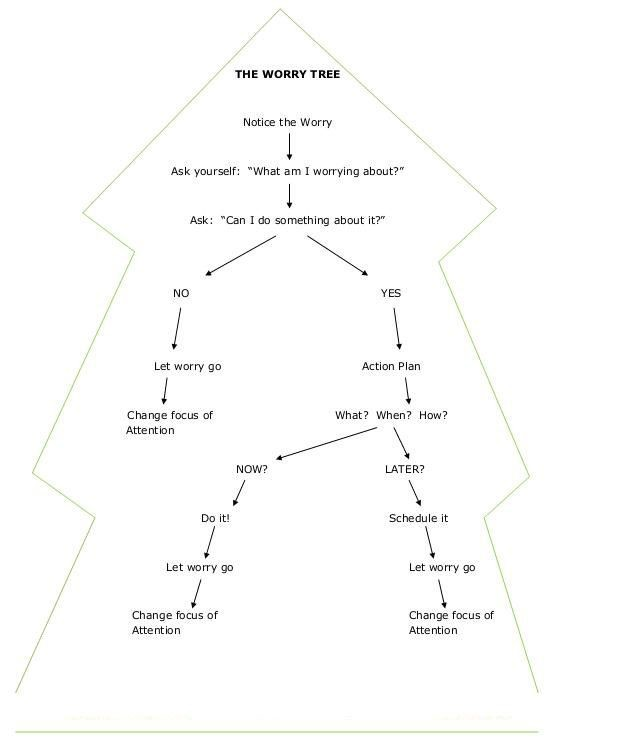 THE WORRY TREE
Notice the Worry
Ask yourself:  “What am I worrying about?”
Ask:  “Can I do something about it?”
NO
YES
Let worry go
Action Plan
Change focus of
Attention
What?  When?  How?
NOW?
LATER?
Do it!
Schedule it
Let worry go
Let worry go
Change focus of
Attention
Change focus of
Attention